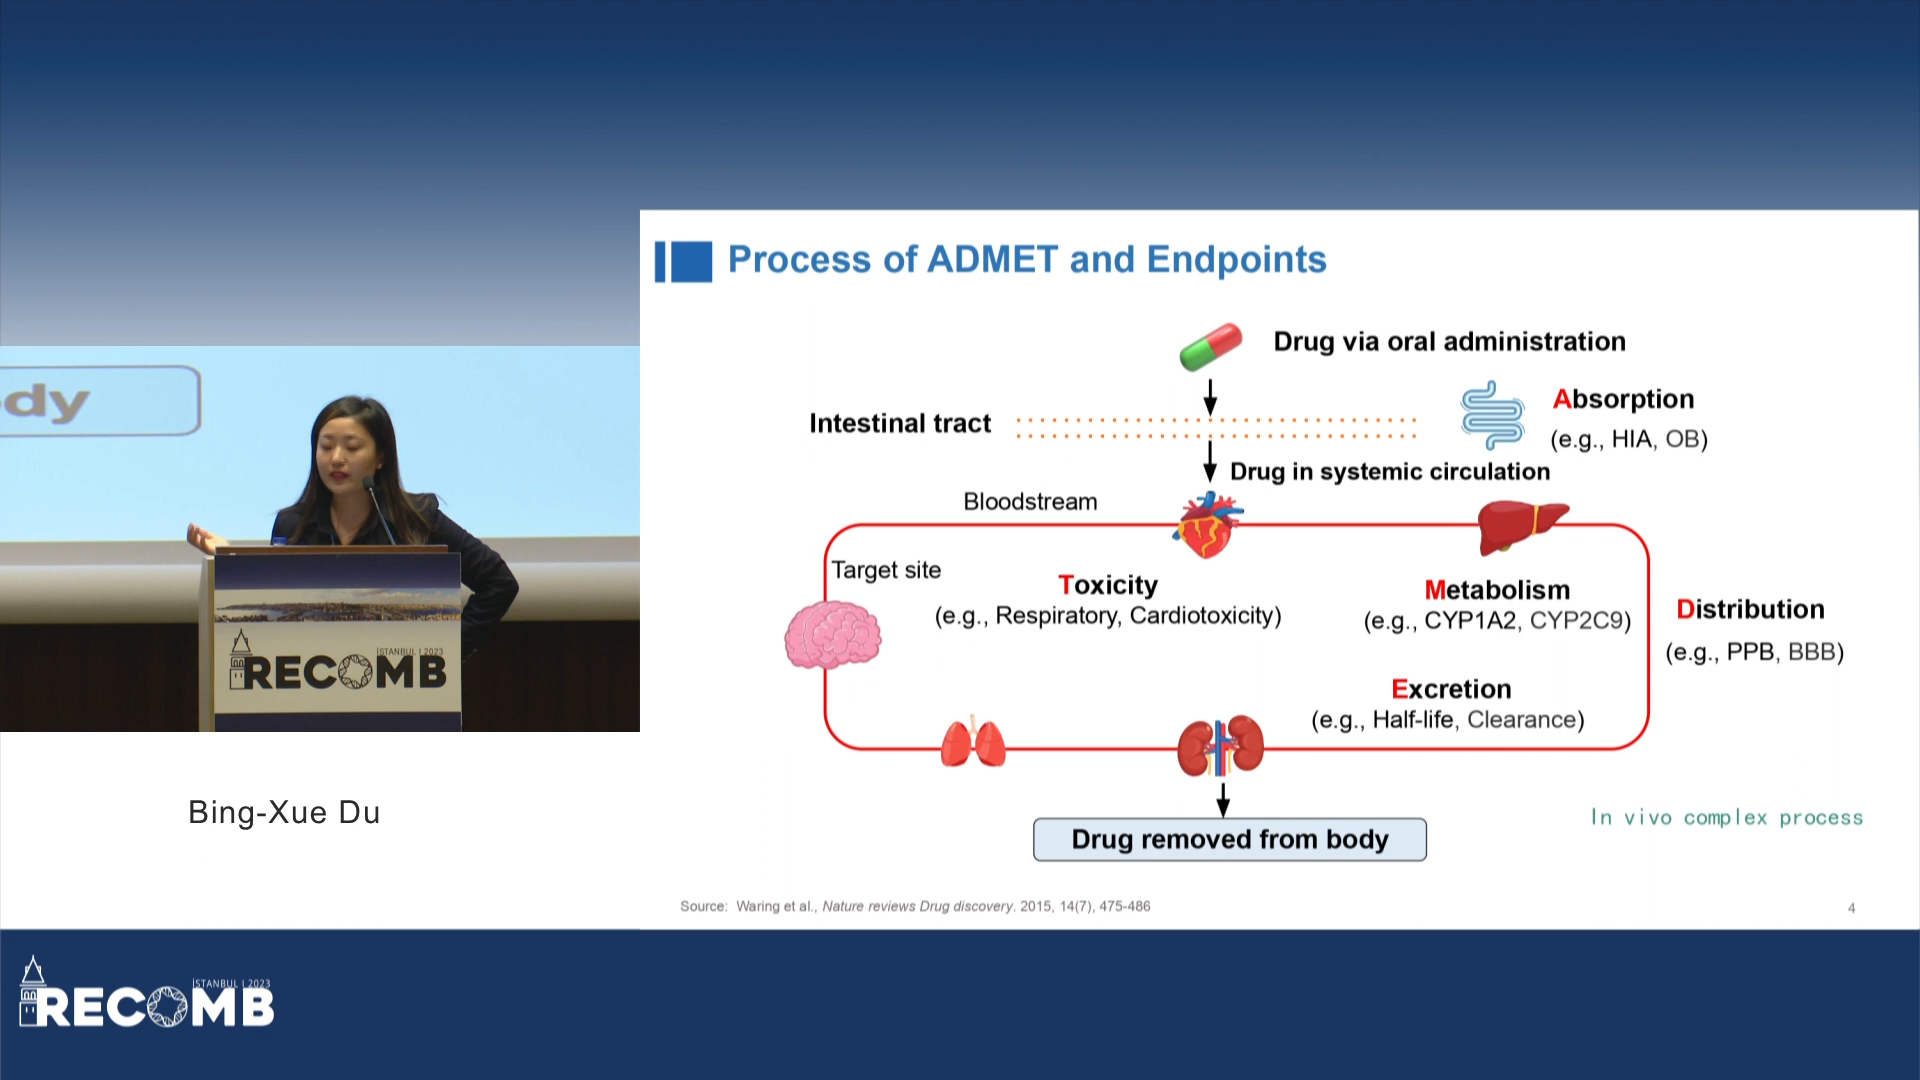 Process of ADMET and Endpoints
Drug via oral administration
Absorption
(e.g., HIA, OB)
Intestinal tract
Drug in systemic circulation
Bloodstream
Target site
Toxicity
(e.g., Respiratory, Cardiotoxicity)
Metabolism
(e.g., CYP1A2, CYP2C9)
Distribution
(e.g., PPB, BBB)
Excretion
(e.g., Half-life, Clearance)
Drug removed from body
In vivo complex process
Source: Waring et al., Nature reviews Drug discovery. 2015, 14(7), 475-486
4
dy
İSTANBUL | 2023
RECOMB
Bing-Xue Du
İSTANBUL | 2023
RECOMB